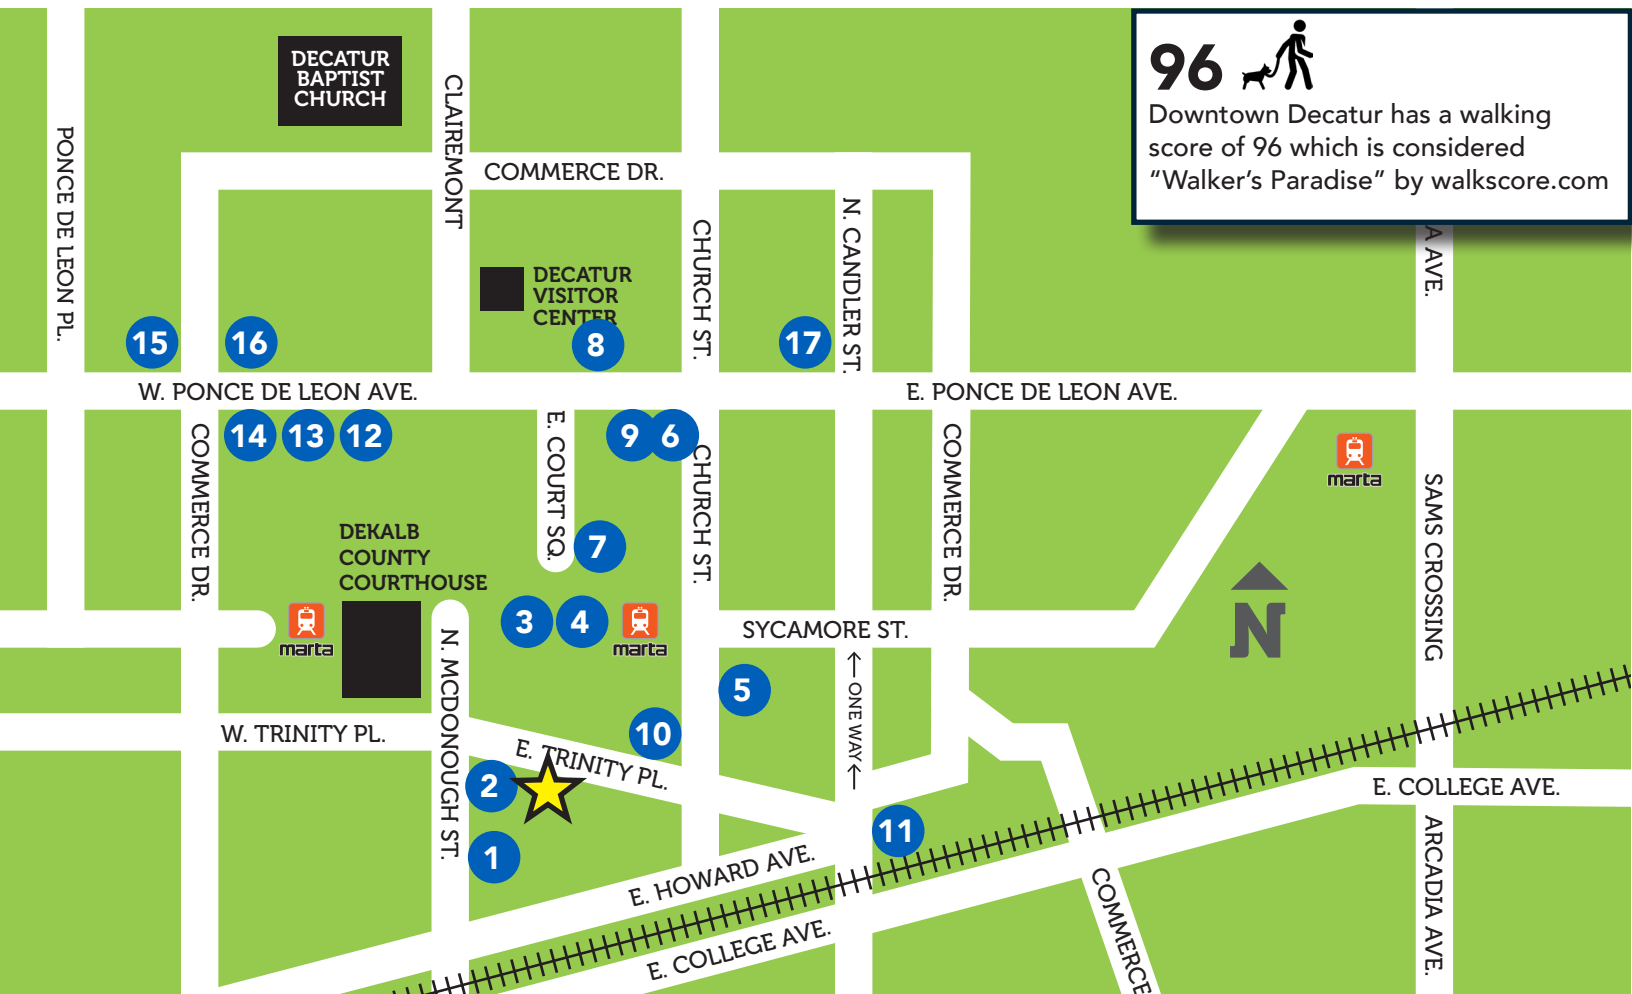 96
Downtown Decatur has a walking
score of 96 which is considered
“Walker’s Paradise” by walkscore.com
DECATUR
BAPTIST
CHURCH
CLAIREMONT
PONCE DE LEON PL.
COMMERCE DR.
CHURCH ST.
N. CANDLER ST.
A AVE.
DECATUR
VISITOR
CENTER
15
16
8
17
W. PONCE DE LEON AVE.
E. PONCE DE LEON AVE.
14
13
12
9
6
E. COURT SQ.
COMMERCE DR.
CHURCH ST.
COMMERCE DR.
marta
SAMS CROSSING
DEKALB
COUNTY
COURTHOUSE
7
marta
3
4
marta
SYCAMORE ST.
N
N. MCDONOUGH ST.
5
ONE WAY
W. TRINITY PL.
10
E. TRINITY PL.
2
1
11
E. COLLEGE AVE.
E. HOWARD AVE.
E. COLLEGE AVE.
COMMERCE
ARCADIA AVE.